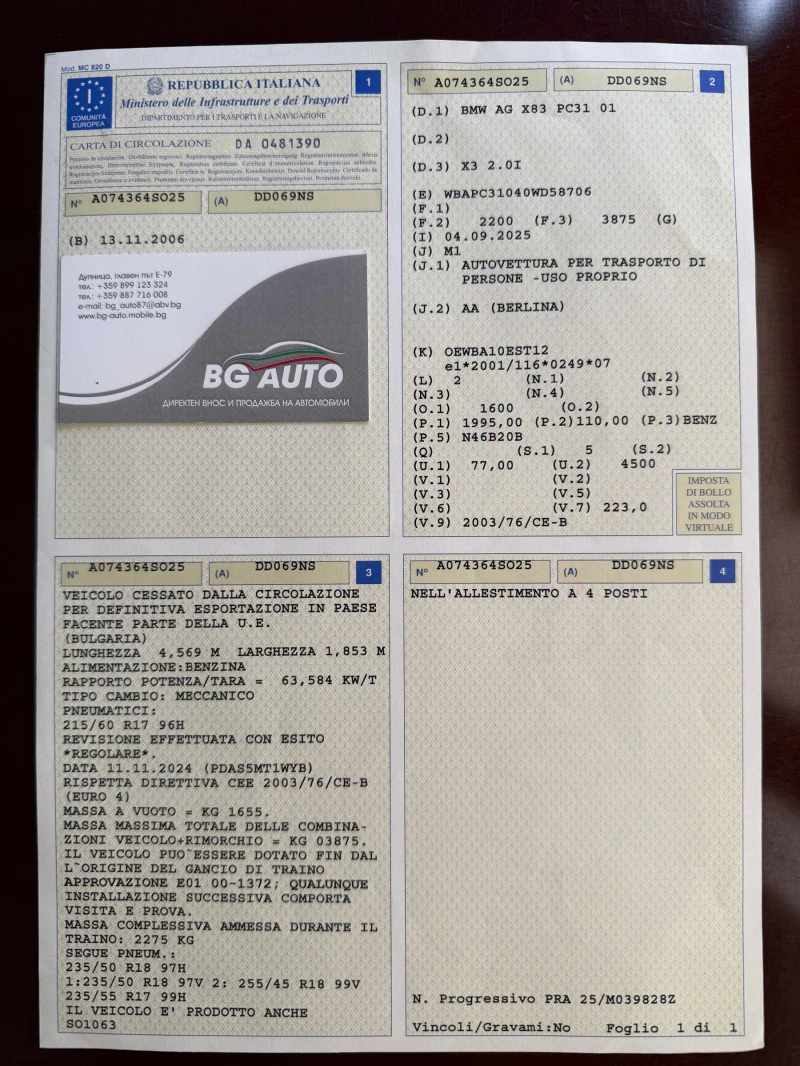 Mod. MC 820 D
COMUNITÀ
EUROPEA
REPUBBLICA ITALIANA
1
Ministero delle Infrastrutture e dei Trasporti
DIPARTIMENTO PER I TRASPORTI E LA NAVIGAZIONE
CARTA DI CIRCOLAZIONE DA 0481390
N° A074364SO25 (A) DD069NS
(B) 13.11.2006
Дупница, главен път E-79
тел.: +359 899 123 324
тел.: +359 887 716 008
e-mail: bg_auto87@abv.bg
www.bg-auto.mobile.bg
BG AUTO
ДИРЕКТЕН ВНОС И ПРОДАЖБА НА АВТОМОБИЛИ
N° A074364SO25 (A) DD069NS 2
(D.1) BMW AG X83 PC31 01
(D.2)
(D.3) X3 2.0I
(E) WBAPC31040WD58706
(F.1)
(F.2) 2200 (F.3) 3875 (G)
(I) 04.09.2025
(J) M1
(J.1) AUTOVETTURA PER TRASPORTO DI
PERSONE -USO PROPRIO
(J.2) AA (BERLINA)
(K) OEWBA10EST12
e1*2001/116*0249*07
(L) 2 (N.1) (N.2)
(N.3) (N.4) (N.5)
(O.1) 1600 (O.2)
(P.1) 1995,00 (P.2)110,00 (P.3)BENZ
(P.5) N46B20B
(Q) (S.1) 5 (S.2)
(U.1) 77,00 (U.2) 4500
(V.1) (V.2)
(V.3) (V.5)
(V.6) (V.7) 223,0
(V.9) 2003/76/CE-B
IMPOSTA
DI BOLLO
ASSOLTA
IN MODO
VIRTUALE
N° A074364SO25 (A) DD069NS 3
VEICOLO CESSATO DALLA CIRCOLAZIONE
PER DEFINITIVA ESPORTAZIONE IN PAESE
FACENTE PARTE DELLA U.E.
(BULGARIA)
LUNGHEZZA 4,569 M LARGHEZZA 1,853 M
ALIMENTAZIONE:BENZINA
RAPPORTO POTENZA/TARA = 63,584 KW/T
TIPO CAMBIO: MECCANICO
PNEUMATICI:
215/60 R17 96H
REVISIONE EFFETTUATA CON ESITO
*REGOLARE*.
DATA 11.11.2024 (PDAS5MT1WYB)
RISPETTA DIRETTIVA CEE 2003/76/CE-B
(EURO 4)
MASSA A VUOTO = KG 1655.
MASSA MASSIMA TOTALE DELLE COMBINA-
ZIONI VEICOLO+RIMORCHIO = KG 03875.
IL VEICOLO PUO`ESSERE DOTATO FIN DAL
L`ORIGINE DEL GANCIO DI TRAINO
APPROVAZIONE E01 00-1372; QUALUNQUE
INSTALLAZIONE SUCCESSIVA COMPORTA
VISITA E PROVA.
MASSA COMPLESSIVA AMMESSA DURANTE IL
TRAINO: 2275 KG
SEGUE PNEUM.:
235/50 R18 97H
1:235/50 R18 97V 2: 255/45 R18 99V
235/55 R17 99H
IL VEICOLO E' PRODOTTO ANCHE
SO1063
N° A074364SO25 (A) DD069NS 4
NELL'ALLESTIMENTO A 4 POSTI
N. Progressivo PRA 25/M039828Z
Vincoli/Gravami:No Foglio 1 di 1